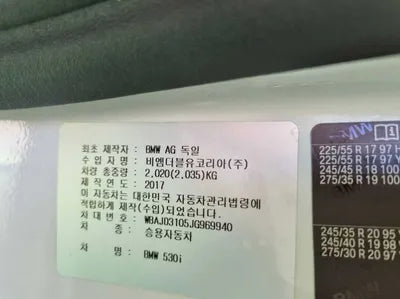 최초 제작자 : BMW AG 독일
수 입 자 명 : 비엠더블유코리아(주)
차량 총중량 : 2,020(2,035)KG
제 작 연 도 : 2017
이 자동차는 대한민국 자동차관리법령에
적합하게 제작(수입)되었습니다
차 대 번 호 : WBAJD3105JG969940
차 종 : 승용자동차
차 명 : BMW 530i
225/55 R 17 97
225/55 R 17 97
245/45 R 18 100
275/35 R 19 100
245/35 R 20 95
245/40 R 19 98
275/30 R 20 97